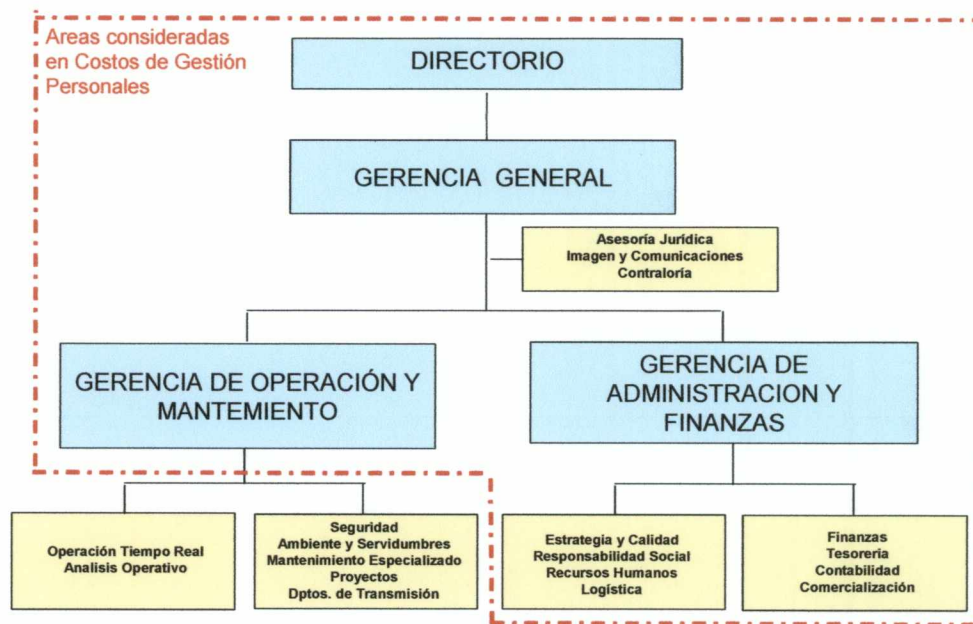 Areas consideradas
en Costos de Gestión
Personales
DIRECTORIO
GERENCIA GENERAL
Asesoría Jurídica
Imagen y Comunicaciones
Contraloría
GERENCIA DE OPERACIÓN Y
MANTEMIENTO
GERENCIA DE
ADMINISTRACION Y
FINANZAS
Operación Tiempo Real
Analisis Operativo
Seguridad
Ambiente y Servidumbres
Mantenimiento Especializado
Proyectos
Dptos. de Transmisión
Estrategia y Calidad
Responsabilidad Social
Recursos Humanos
Logística
Finanzas
Tesoreria
Contabilidad
Comercialización